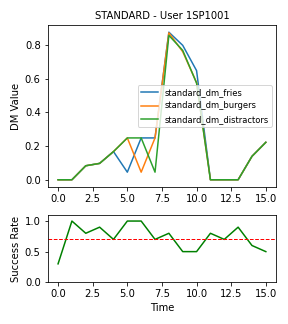 STANDARD - User 1SP1001
DM Value
0.8
0.6
0.4
0.2
0.0
standard_dm_fries
standard_dm_burgers
standard_dm_distractors
0.0 2.5 5.0 7.5 10.0 12.5 15.0
Success Rate
1.0
0.5
0.0
0.0 2.5 5.0 7.5 10.0 12.5 15.0
Time